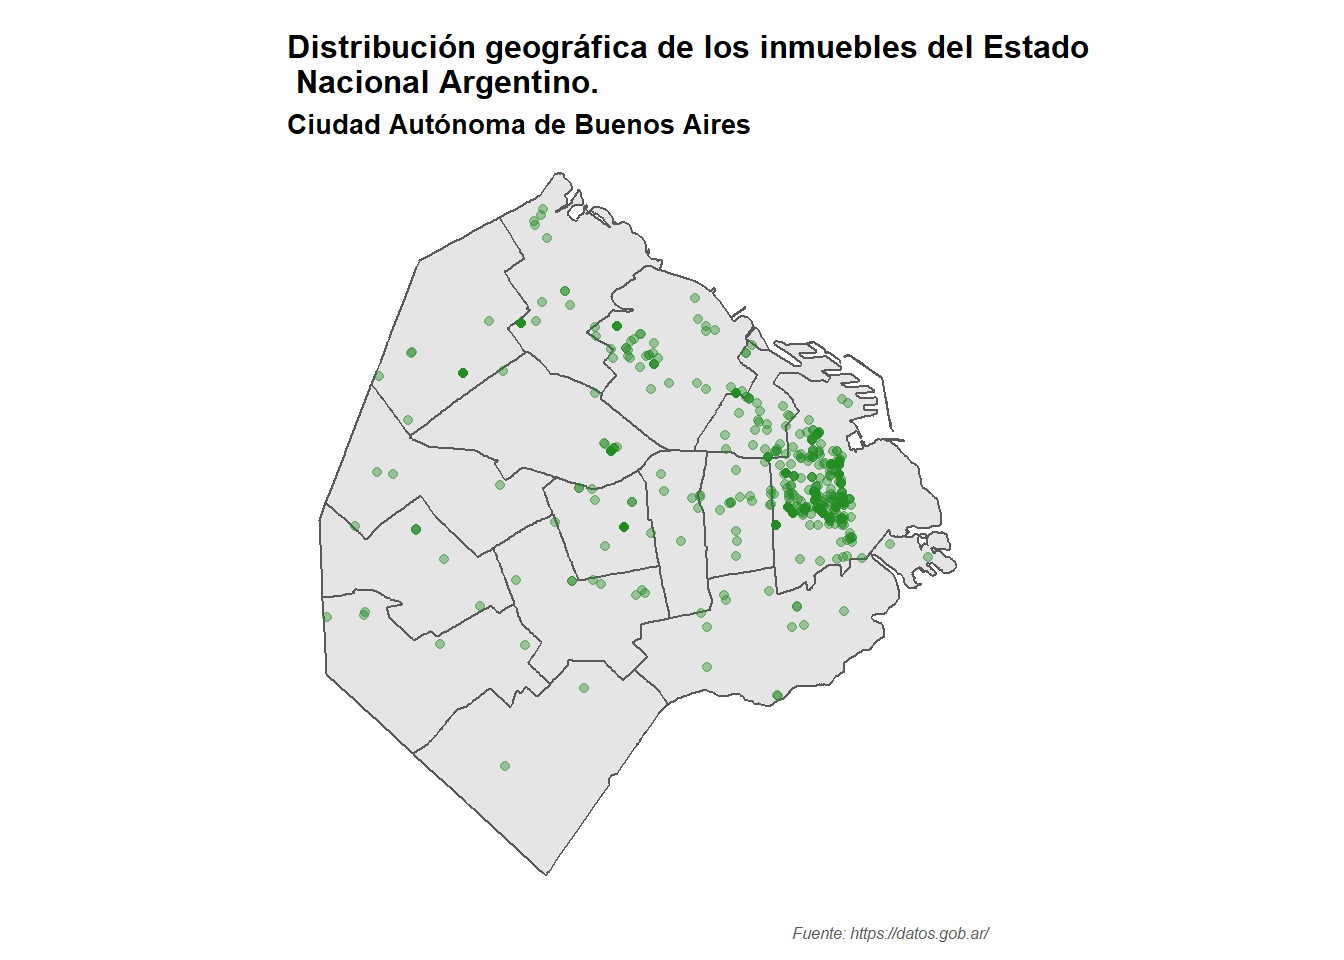 Distribución geográfica de los inmuebles del Estado
Nacional Argentino.
Ciudad Autónoma de Buenos Aires
Fuente: https://datos.gob.ar/